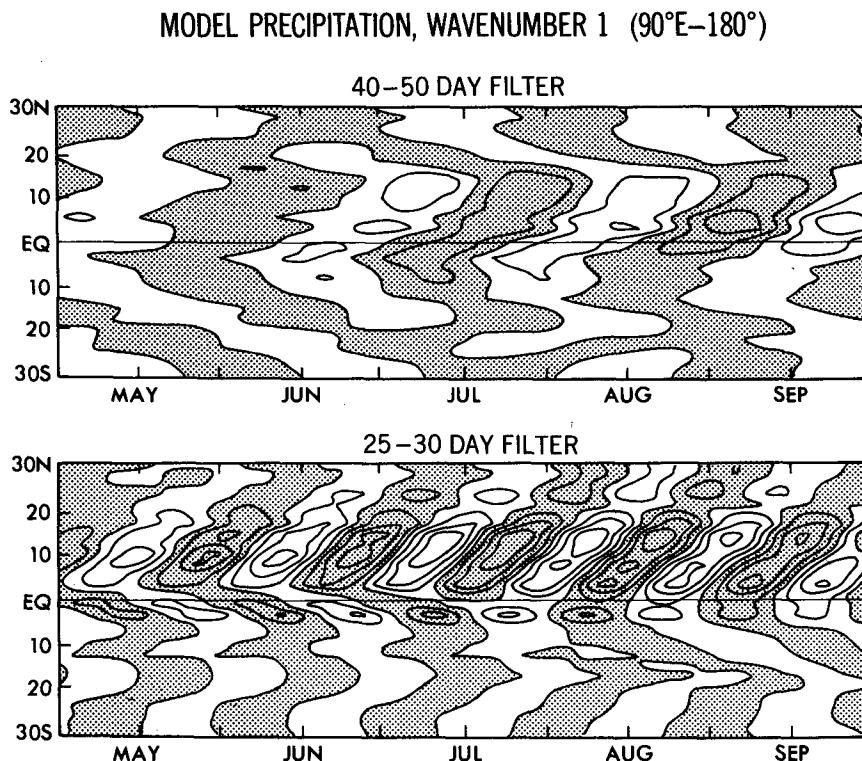 MODEL PRECIPITATION, WAVENUMBER 1 (90°E–180°)
40–50 DAY FILTER
30N
20
10
EQ
10
20
30S
MAY JUN JUL AUG SEP
25–30 DAY FILTER
30N
20
10
EQ
10
20
30S
MAY JUN JUL AUG SEP